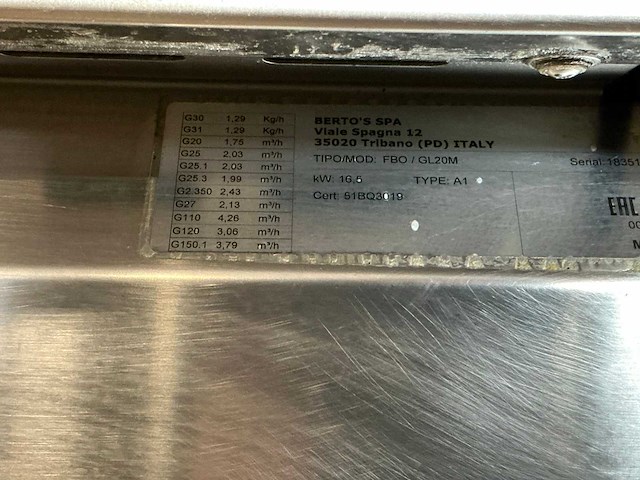 G30 1,29 Kg/h
G31 1,29 Kg/h
G20 1,75 m³/h
G25 2,03 m³/h
G25.1 2,03 m³/h
G25.3 1,99 m³/h
G2.350 2,43 m³/h
G27 2,13 m³/h
G110 4,26 m³/h
G120 3,06 m³/h
G150.1 3,79 m³/h
BERTO'S SPA
Viale Spagna 12
35020 Tribano (PD) ITALY
TIPO/MOD: FBO / GL20M
Serial: 18351
kW: 16,5 TYPE: A1
Cert: 51BQ3019
EAC
00
M